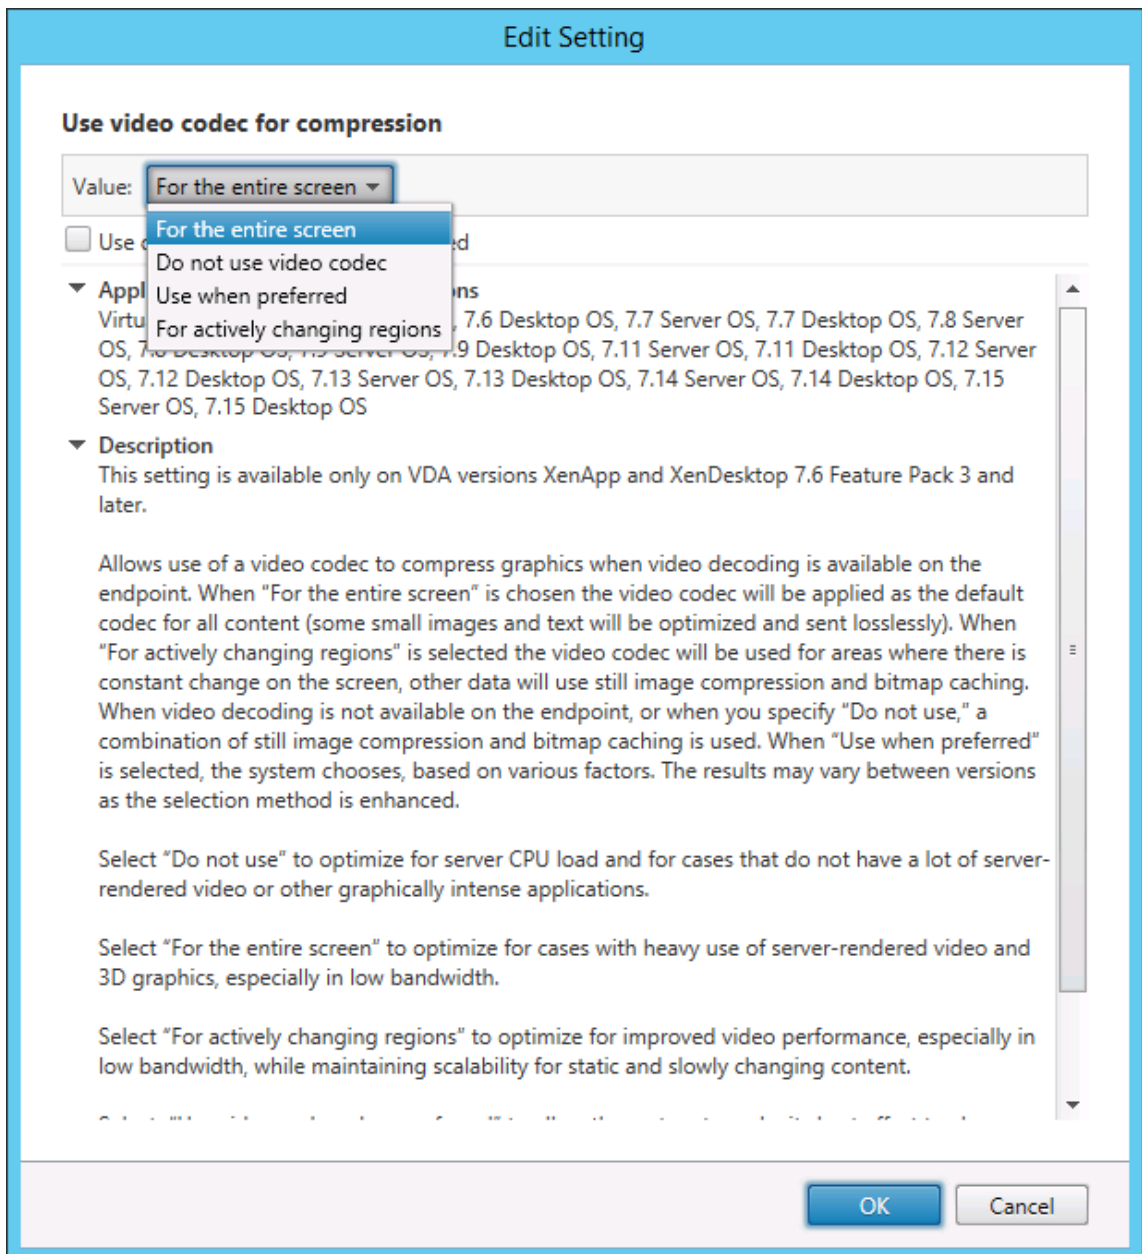 Edit Setting
Use video codec for compression
Value: For the entire screen
For the entire screen
Use ed
Do not use video codec
Appl ons
Use when preferred
Virtu , 7.6 Desktop OS, 7.7 Server OS, 7.7 Desktop OS, 7.8 Server
For actively changing regions
OS, 7.8 Desktop OS, 7.9 Server OS, 7.9 Desktop OS, 7.11 Server OS, 7.11 Desktop OS, 7.12 Server
OS, 7.12 Desktop OS, 7.13 Server OS, 7.13 Desktop OS, 7.14 Server OS, 7.14 Desktop OS, 7.15
Server OS, 7.15 Desktop OS
Description
This setting is available only on VDA versions XenApp and XenDesktop 7.6 Feature Pack 3 and
later.
Allows use of a video codec to compress graphics when video decoding is available on the
endpoint. When "For the entire screen" is chosen the video codec will be applied as the default
codec for all content (some small images and text will be optimized and sent losslessly). When
"For actively changing regions" is selected the video codec will be used for areas where there is
constant change on the screen, other data will use still image compression and bitmap caching.
When video decoding is not available on the endpoint, or when you specify "Do not use," a
combination of still image compression and bitmap caching is used. When "Use when preferred"
is selected, the system chooses, based on various factors. The results may vary between versions
as the selection method is enhanced.
Select "Do not use" to optimize for server CPU load and for cases that do not have a lot of server-
rendered video or other graphically intense applications.
Select "For the entire screen" to optimize for cases with heavy use of server-rendered video and
3D graphics, especially in low bandwidth.
Select "For actively changing regions" to optimize for improved video performance, especially in
low bandwidth, while maintaining scalability for static and slowly changing content.
OK Cancel